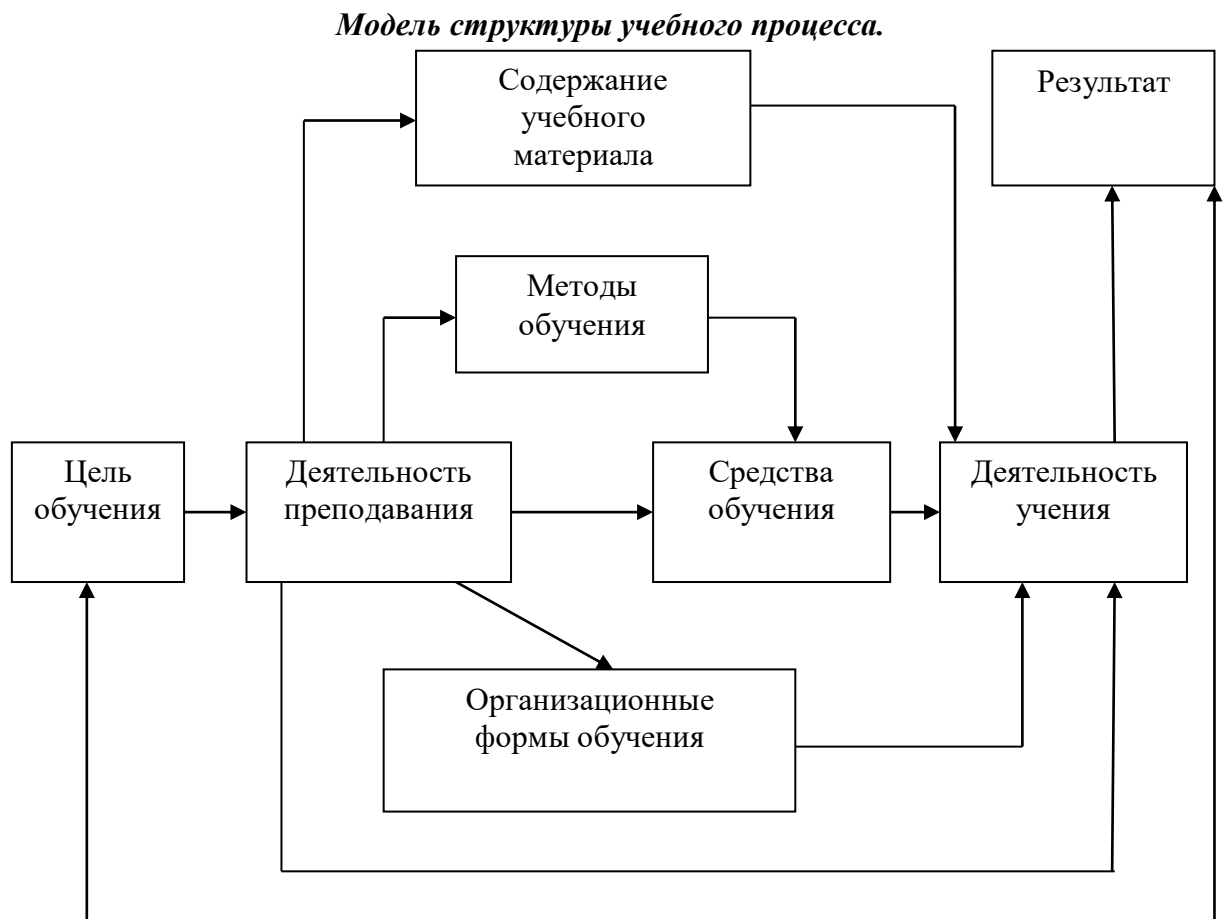 Модель структуры учебного процесса.
Содержание
учебного
материала
Результат
Методы
обучения
Цель
обучения
Деятельность
преподавания
Средства
обучения
Деятельность
учения
Организационные
формы обучения